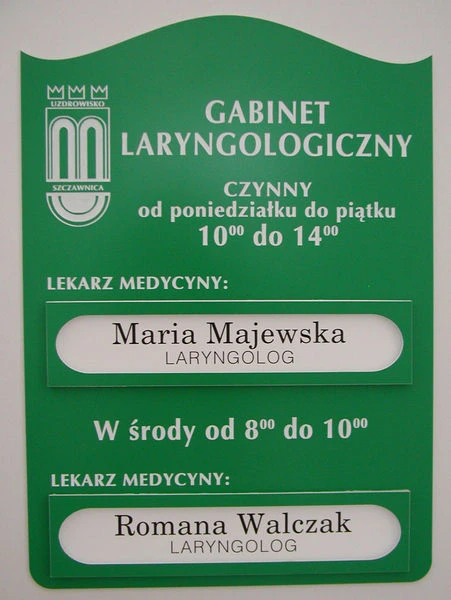 UZDROWISKO
SZCZAWNICA
GABINET
LARYNGOLOGICZNY
CZYNNY
od poniedziałku do piątku
10⁰⁰ do 14⁰⁰
LEKARZ MEDYCYNY:
Maria Majewska
LARYNGOLOG
W środy od 8⁰⁰ do 10⁰⁰
LEKARZ MEDYCYNY:
Romana Walczak
LARYNGOLOG